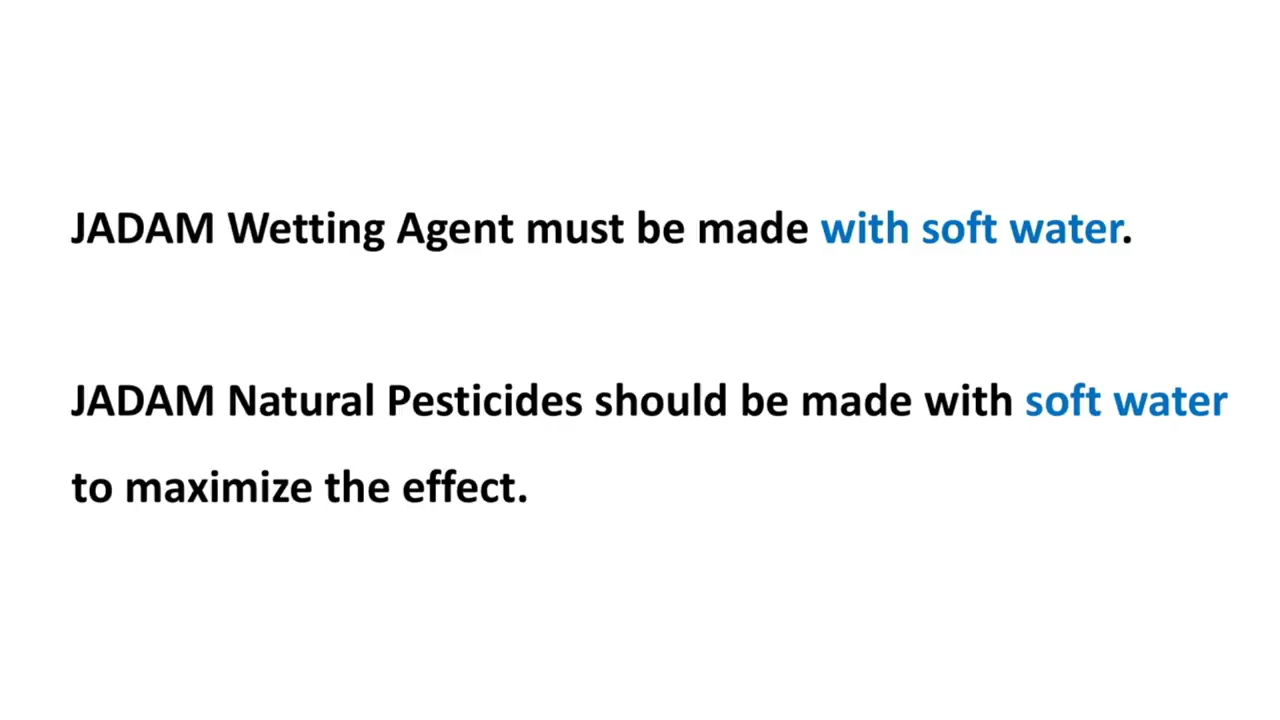 JADAM Wetting Agent must be made with soft water.
JADAM Natural Pesticides should be made with soft water
to maximize the effect.